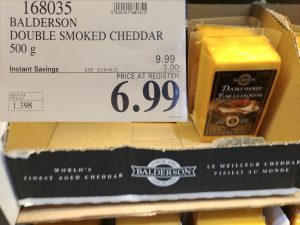 168035
BALDERSON
DOUBLE SMOKED CHEDDAR
500 g
9.99
Instant Savings
-3.00
PRICE AT REGISTER
1.398
6.99
BALDERSON
DOUBLE SMOKED
WORLD'S
FINEST AGED CHEDDAR
BALDERSON
LE MEILLEUR CHEDDAR
VIEILLI AU MONDE